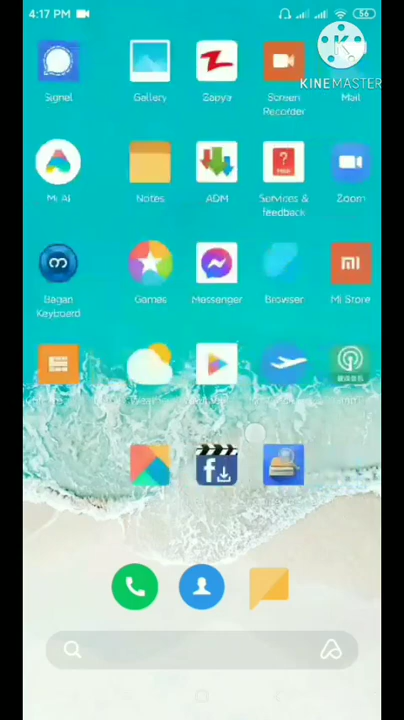 4:17 PM
56
K
KINEMASTER
Signal
Gallery
Zapya
Screen Recorder
Mail
Mi AI
Notes
ADM
Services & feedback
Zoom
Bagan Keyboard
Games
Messenger
Browser
Mi Store